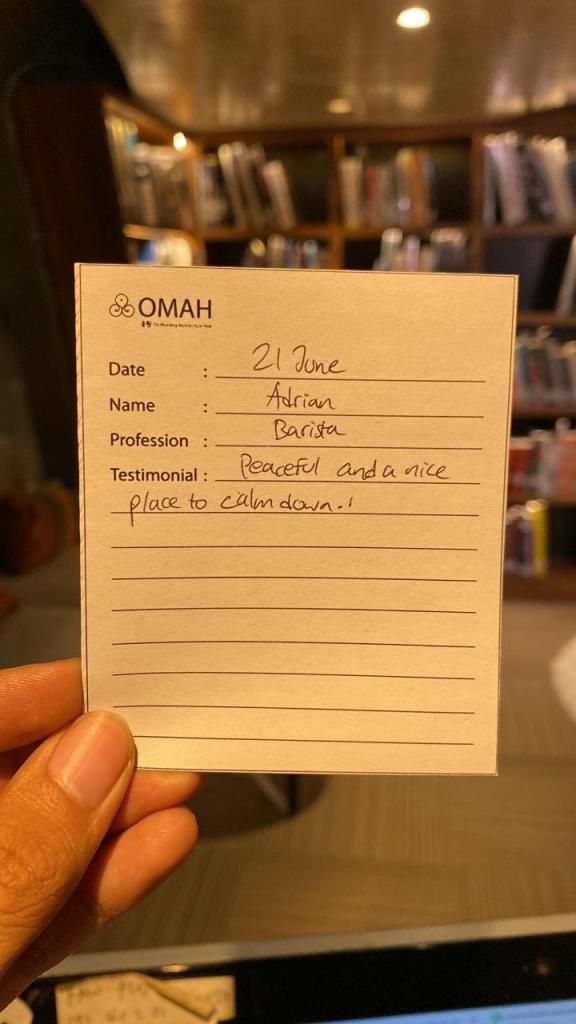 OMAH
Date : 21 June
Name : Adrian
Profession : Barista
Testimonial : Peaceful and a nice
place to calm down.!